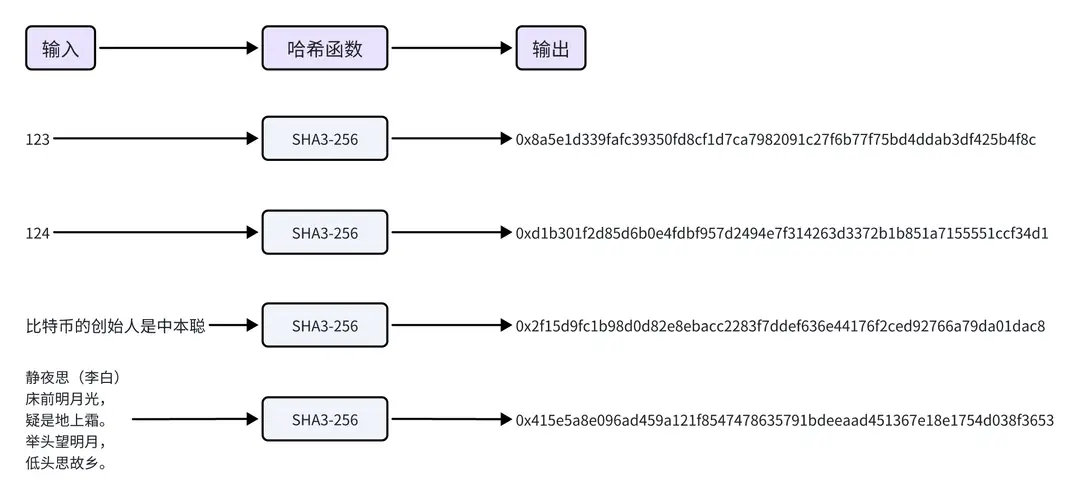 输入
哈希函数
输出
123
SHA3-256
0x8a5e1d339fafc39350fd8cf1d7ca7982091c27f6b77f75bd4ddab3df425b4f8c
124
SHA3-256
0xd1b301f2d85d6b0e4fdbf957d2494e7f314263d3372b1b851a7155551ccf34d1
比特币的创始人是中本聪
SHA3-256
0x2f15d9fc1b98d0d82e8ebacc2283f7ddef636e44176f2ced92766a79da01dac8
静夜思（李白）
床前明月光，
疑是地上霜。
举头望明月，
低头思故乡。
SHA3-256
0x415e5a8e096ad459a121f8547478635791bdeeaad451367e18e1754d038f3653